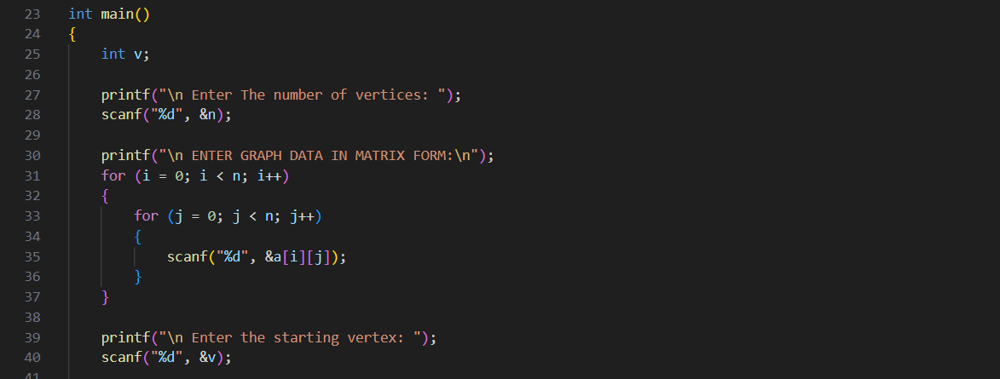 23 int main()
24 {
25     int v;
26
27     printf("\n Enter The number of vertices: ");
28     scanf("%d", &n);
29
30     printf("\n ENTER GRAPH DATA IN MATRIX FORM:\n");
31     for (i = 0; i < n; i++)
32     {
33         for (j = 0; j < n; j++)
34         {
35             scanf("%d", &a[i][j]);
36         }
37     }
38
39     printf("\n Enter the starting vertex: ");
40     scanf("%d", &v);
41